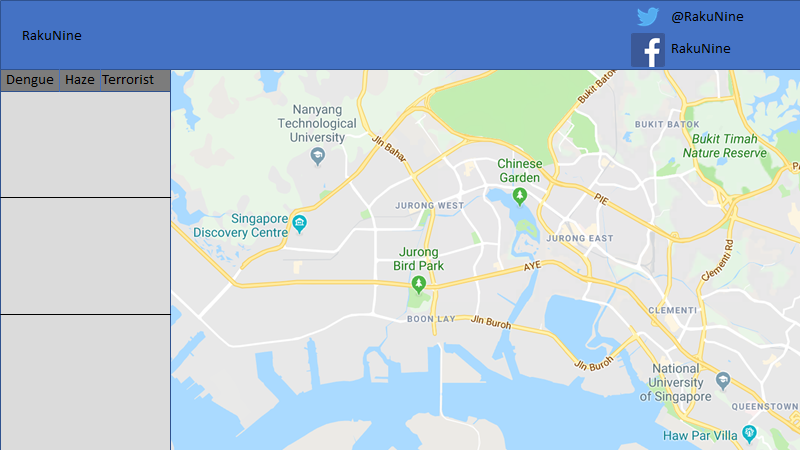 RakuNine
@RakuNine
RakuNine
Dengue
Haze
Terrorist
Nanyang
Technological
University
Jln Bahar
Bukit Batok
BUKIT BATOK
Bukit Timah
Nature Reserve
Chinese
Garden
PIE
JURONG WEST
Singapore
Discovery Centre
JURONG EAST
Jurong
Bird Park
AYE
Clementi Rd
CLEMENTI
BOON LAY
Jln Buroh
Jln Buroh
National
University
of Singapore
QUEENSTOWN
Haw Par Villa